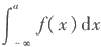 ∫_{-∞}^{a} f( x ) dx